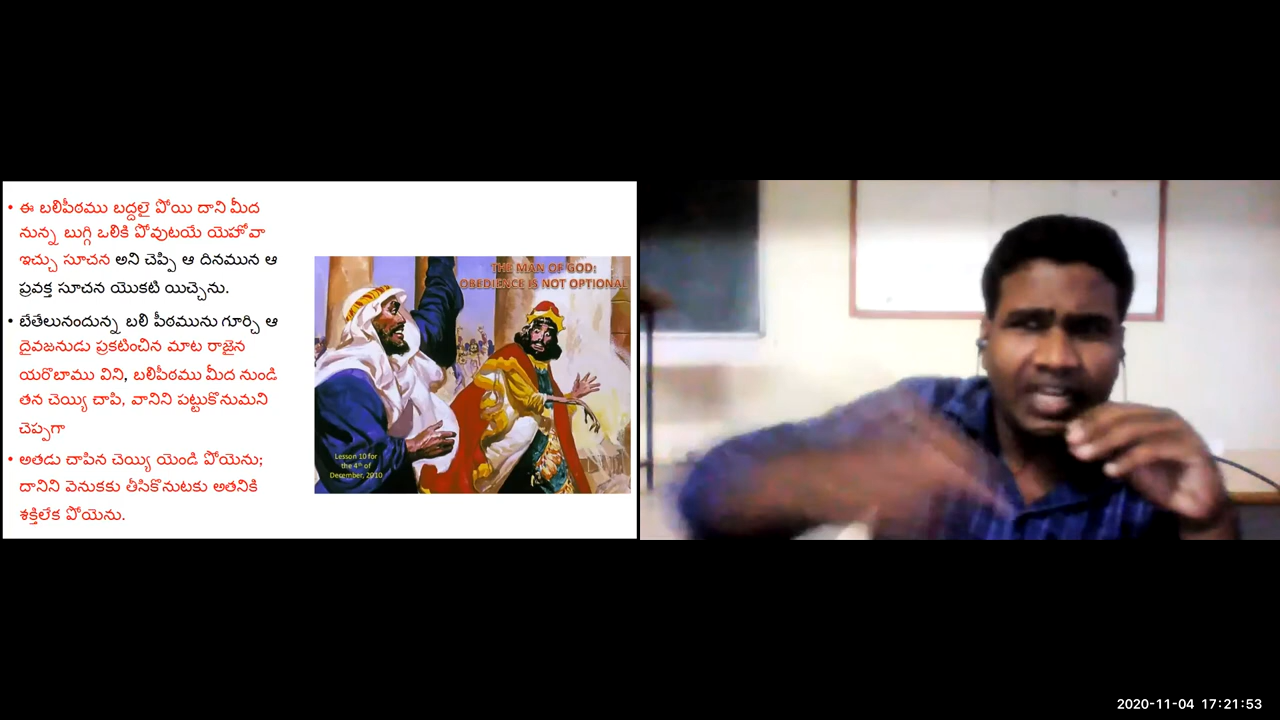 • ఈ బలిపీఠము బద్దలై పోయి దాని మీద
నున్న బుగ్గి ఒలికి పోవుటయే యెహోవా
ఇచ్చు సూచన అని చెప్పి ఆ దినమున ఆ
ప్రవక్త సూచన యొకటి యిచ్చెను.
• బేతేలునందున్న బలి పీఠమును గూర్చి ఆ
దైవజనుడు ప్రకటించిన మాట రాజైన
యరొబాము విని, బలిపీఠము మీద నుండి
తన చెయ్యి చాపి, వానిని పట్టుకొనుమని
చెప్పగా
• అతడు చాపిన చెయ్యి యెండి పోయెను;
దానిని వెనుకకు తీసికొనుటకు అతనికి
శక్తిలేక పోయెను.
THE MAN OF GOD:
OBEDIENCE IS NOT OPTIONAL
Lesson 10 for
the 4th of
December, 2010
2020-11-04 17:21:53